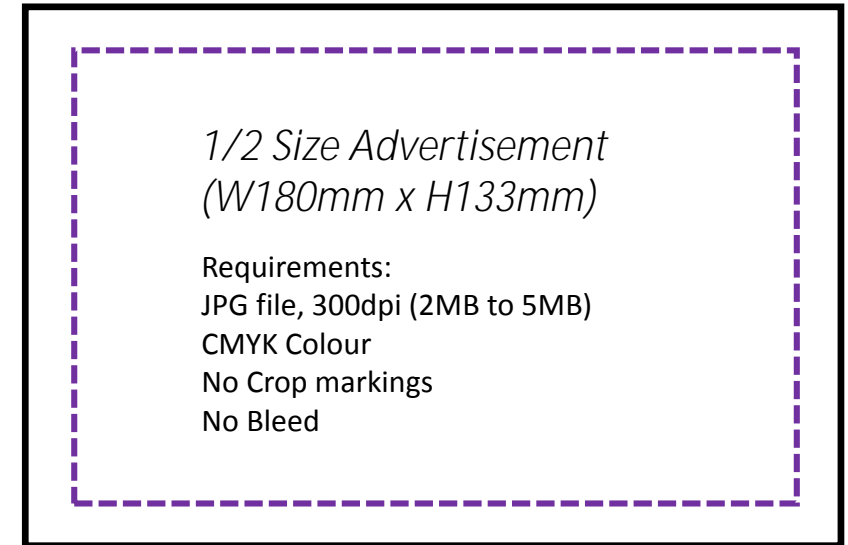 1/2 Size Advertisement
(W180mm x H133mm)
Requirements:
JPG file, 300dpi (2MB to 5MB)
CMYK Colour
No Crop markings
No Bleed